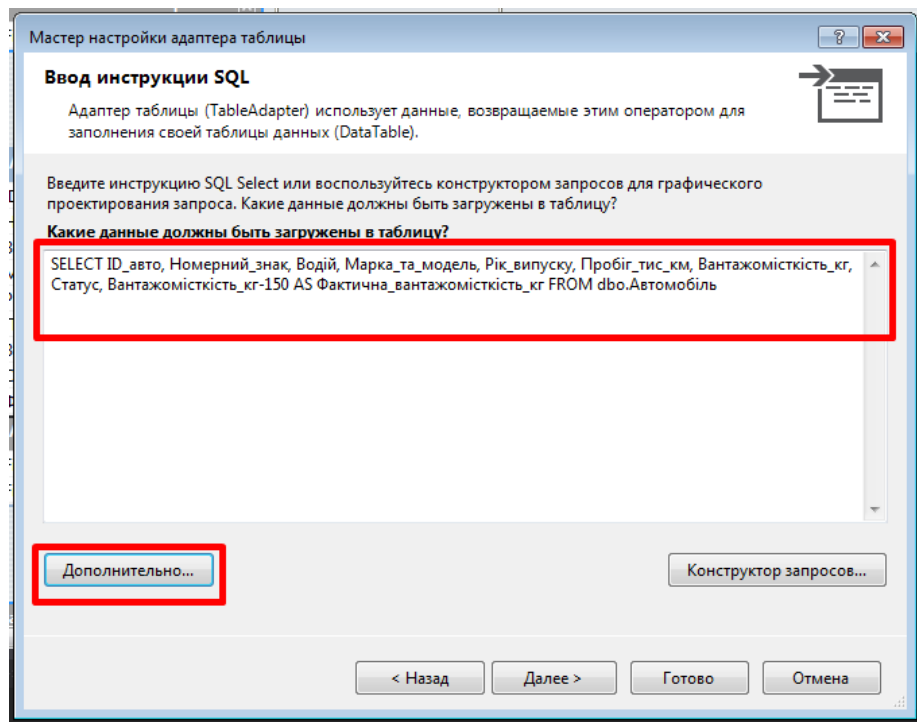 Мастер настройки адаптера таблицы
Ввод инструкции SQL
Адаптер таблицы (TableAdapter) использует данные, возвращаемые этим оператором для
заполнения своей таблицы данных (DataTable).
Введите инструкцию SQL Select или воспользуйтесь конструктором запросов для графического
проектирования запроса. Какие данные должны быть загружены в таблицу?
Какие данные должны быть загружены в таблицу?
SELECT ID_авто, Номерний_знак, Водій, Марка_та_модель, Рік_випуску, Пробіг_тис_км, Вантажомісткість_кг,
Статус, Вантажомісткість_кг-150 AS Фактична_вантажомісткість_кг FROM dbo.Автомобіль
Дополнительно...
Конструктор запросов...
< Назад
Далее >
Готово
Отмена